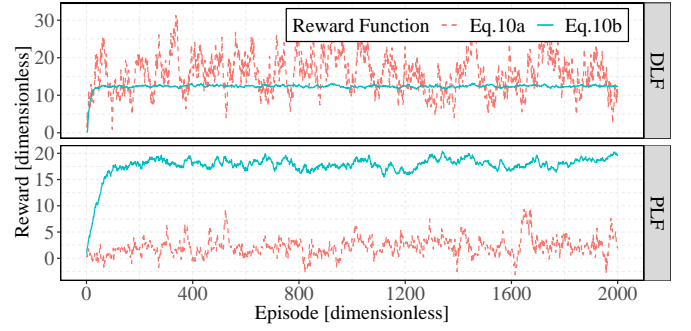 Reward Function Eq.10a Eq.10b
30
20
10
0
DLF
20
15
10
5
0
PLF
Reward [dimensionless]
0 400 800 1200 1600 2000
Episode [dimensionless]